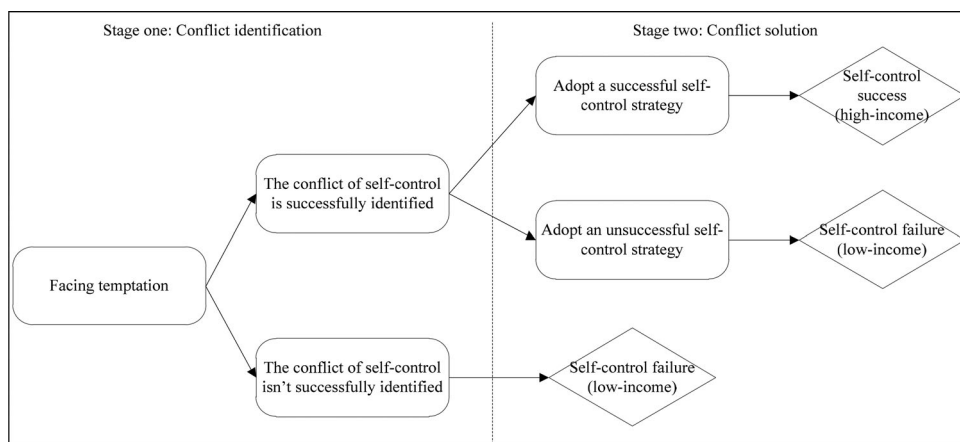 Stage one: Conflict identification
Stage two: Conflict solution
Adopt a successful self-
control strategy
Self-control
success
(high-income)
The conflict of self-control
is successfully identified
Adopt an unsuccessful self-
control strategy
Self-control failure
(low-income)
Facing temptation
The conflict of self-control
isn't successfully identified
Self-control failure
(low-income)